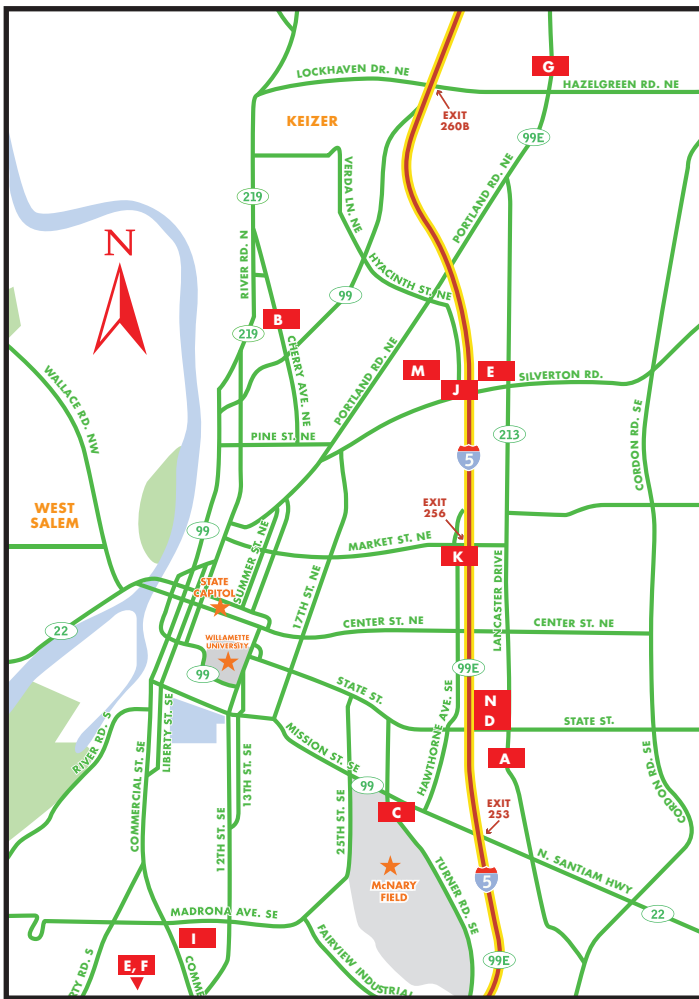 LOCKHAVEN DR. NE
G
HAZELGREEN RD. NE
KEIZER
EXIT
260B
99E
VERDA LN. NE
PORTLAND RD. NE
219
RIVER RD. N
N
HYACINTH ST. NE
99
B
219
CHERRY AVE. NE
PORTLAND RD. NE
M
E
J
SILVERTON RD.
WALLACE RD. NW
CORDON RD. SE
PINE ST. NE
213
5
WEST
SALEM
EXIT
256
99
SUMMER ST. NE
MARKET ST. NE
K
LANCASTER DRIVE
STATE
CAPITOL
17TH ST. NE
22
CENTER ST. NE
CENTER ST. NE
WILLAMETTE
UNIVERSITY
99
99E
STATE ST.
HAWTHORNE AVE. SE
N
D
STATE ST.
RIVER RD. S
LIBERTY ST. SE
COMMERCIAL ST. SE
13TH ST. SE
12TH ST. SE
MISSION ST. SE
99
A
CORDON RD. SE
25TH ST. SE
C
EXIT
253
McNARY
FIELD
TURNER RD. SE
5
N. SANTIAM HWY
22
MADRONA AVE. SE
I
E, F
RTY RD. S
COMME
FAIRVIEW INDUSTRIAL
99E